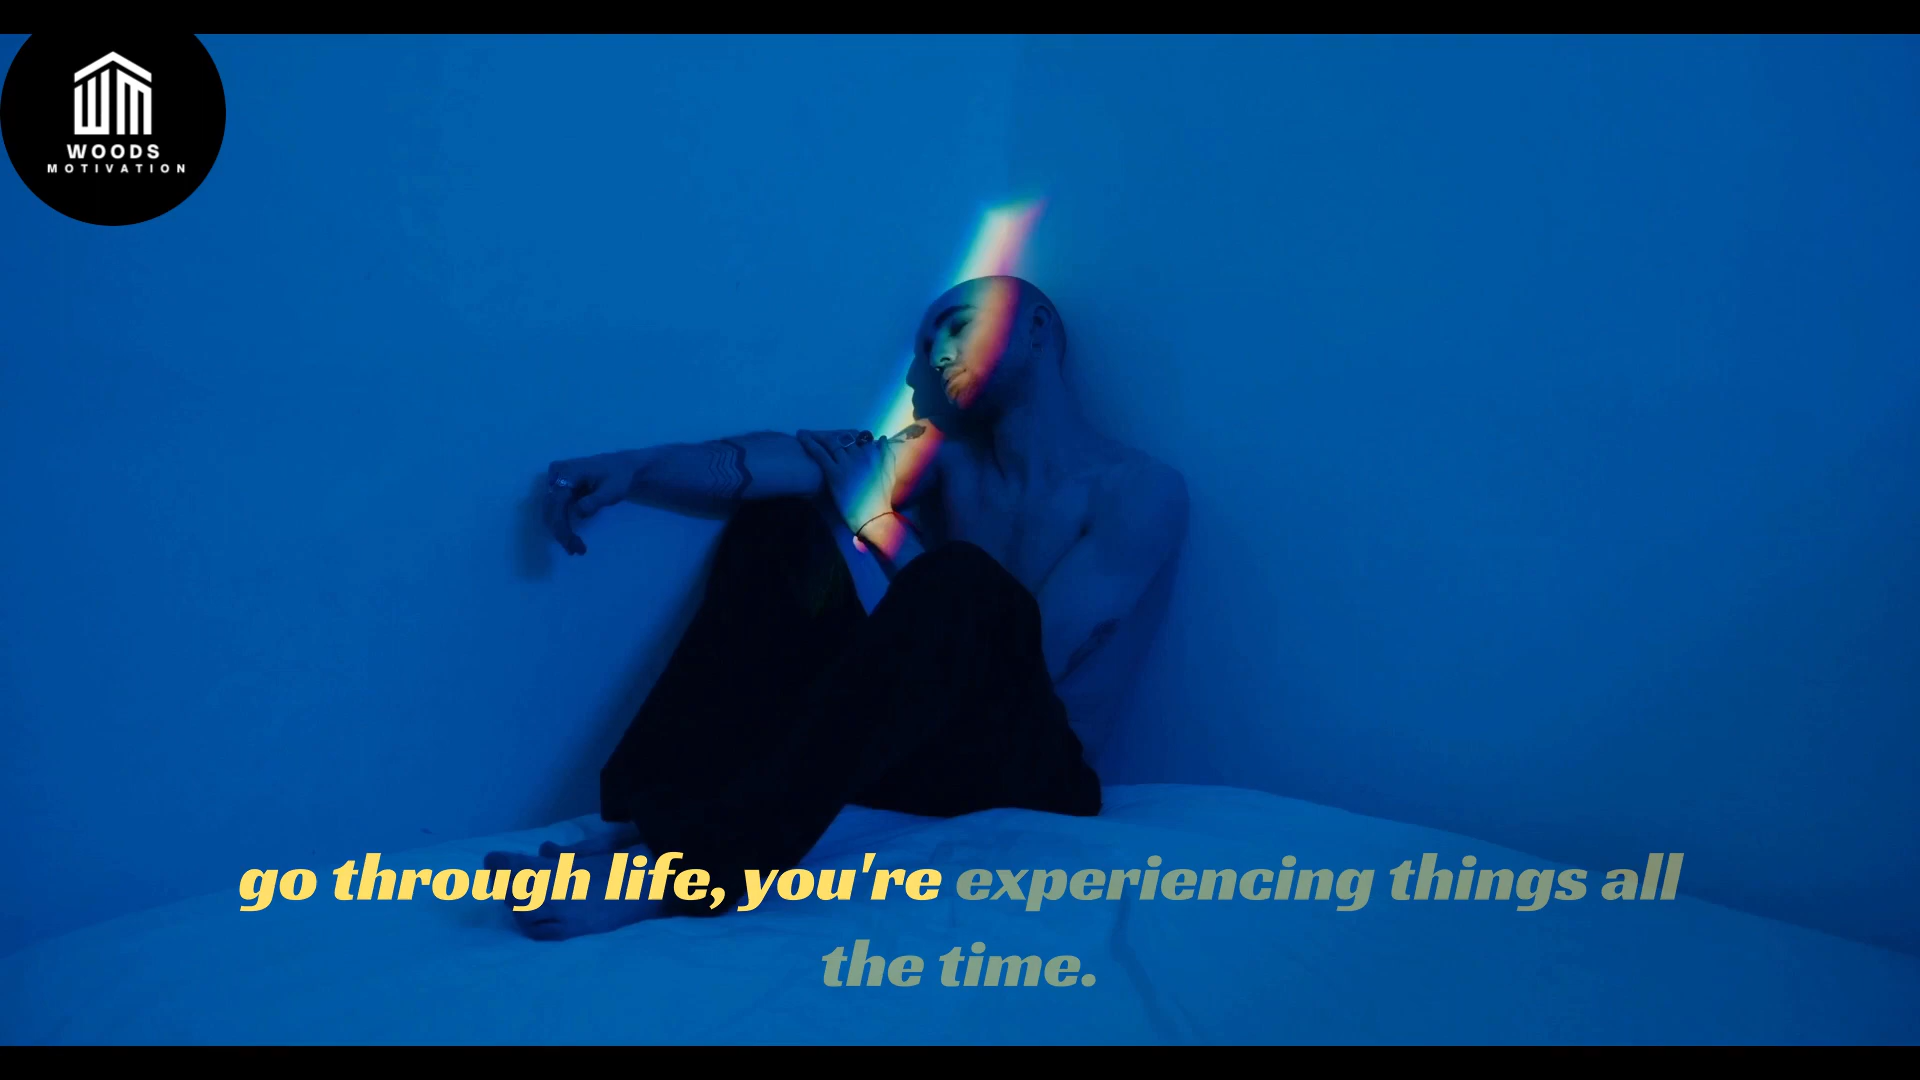 WOODS
MOTIVATION
go through life, you're experiencing things all
the time.